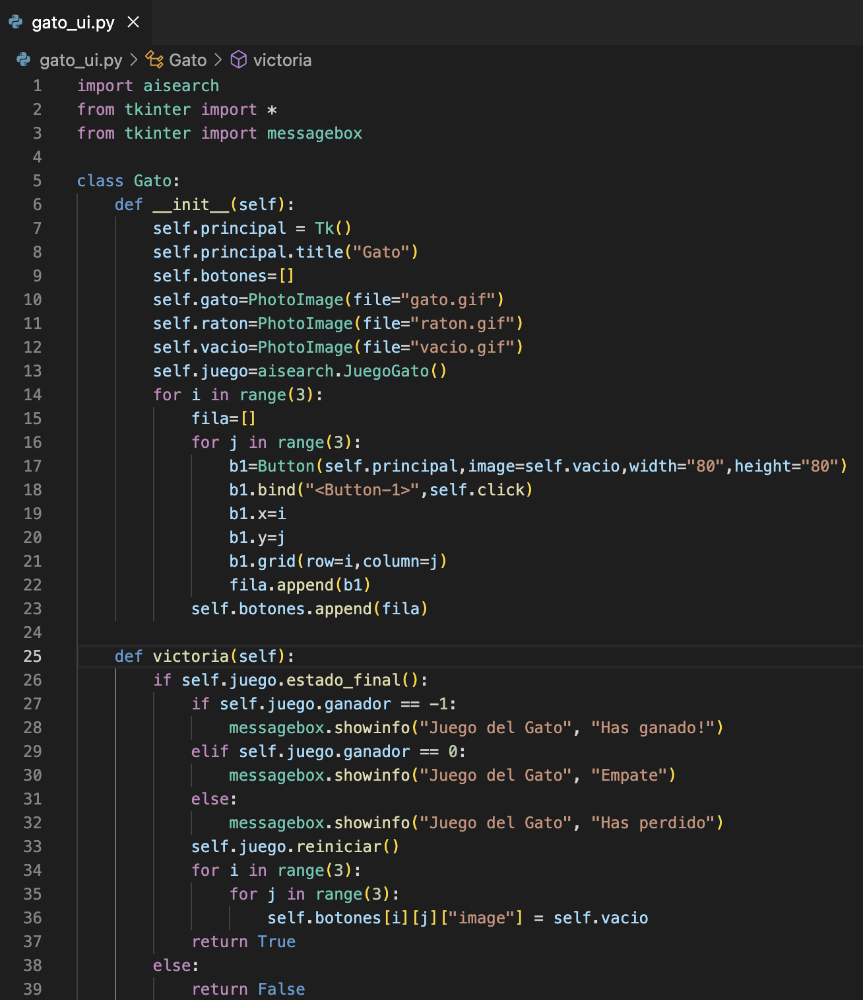 gato_ui.py
gato_ui.py > Gato > victoria
1 import aisearch
2 from tkinter import *
3 from tkinter import messagebox
4
5 class Gato:
6     def __init__(self):
7         self.principal = Tk()
8         self.principal.title("Gato")
9         self.botones=[]
10         self.gato=PhotoImage(file="gato.gif")
11         self.raton=PhotoImage(file="raton.gif")
12         self.vacio=PhotoImage(file="vacio.gif")
13         self.juego=aisearch.JuegoGato()
14         for i in range(3):
15             fila=[]
16             for j in range(3):
17                 b1=Button(self.principal,image=self.vacio,width="80",height="80")
18                 b1.bind("<Button-1>",self.click)
19                 b1.x=i
20                 b1.y=j
21                 b1.grid(row=i,column=j)
22                 fila.append(b1)
23             self.botones.append(fila)
24
25     def victoria(self):
26         if self.juego.estado_final():
27             if self.juego.ganador == -1:
28                 messagebox.showinfo("Juego del Gato", "Has ganado!")
29             elif self.juego.ganador == 0:
30                 messagebox.showinfo("Juego del Gato", "Empate")
31             else:
32                 messagebox.showinfo("Juego del Gato", "Has perdido")
33             self.juego.reiniciar()
34             for i in range(3):
35                 for j in range(3):
36                     self.botones[i][j]["image"] = self.vacio
37             return True
38         else:
39             return False